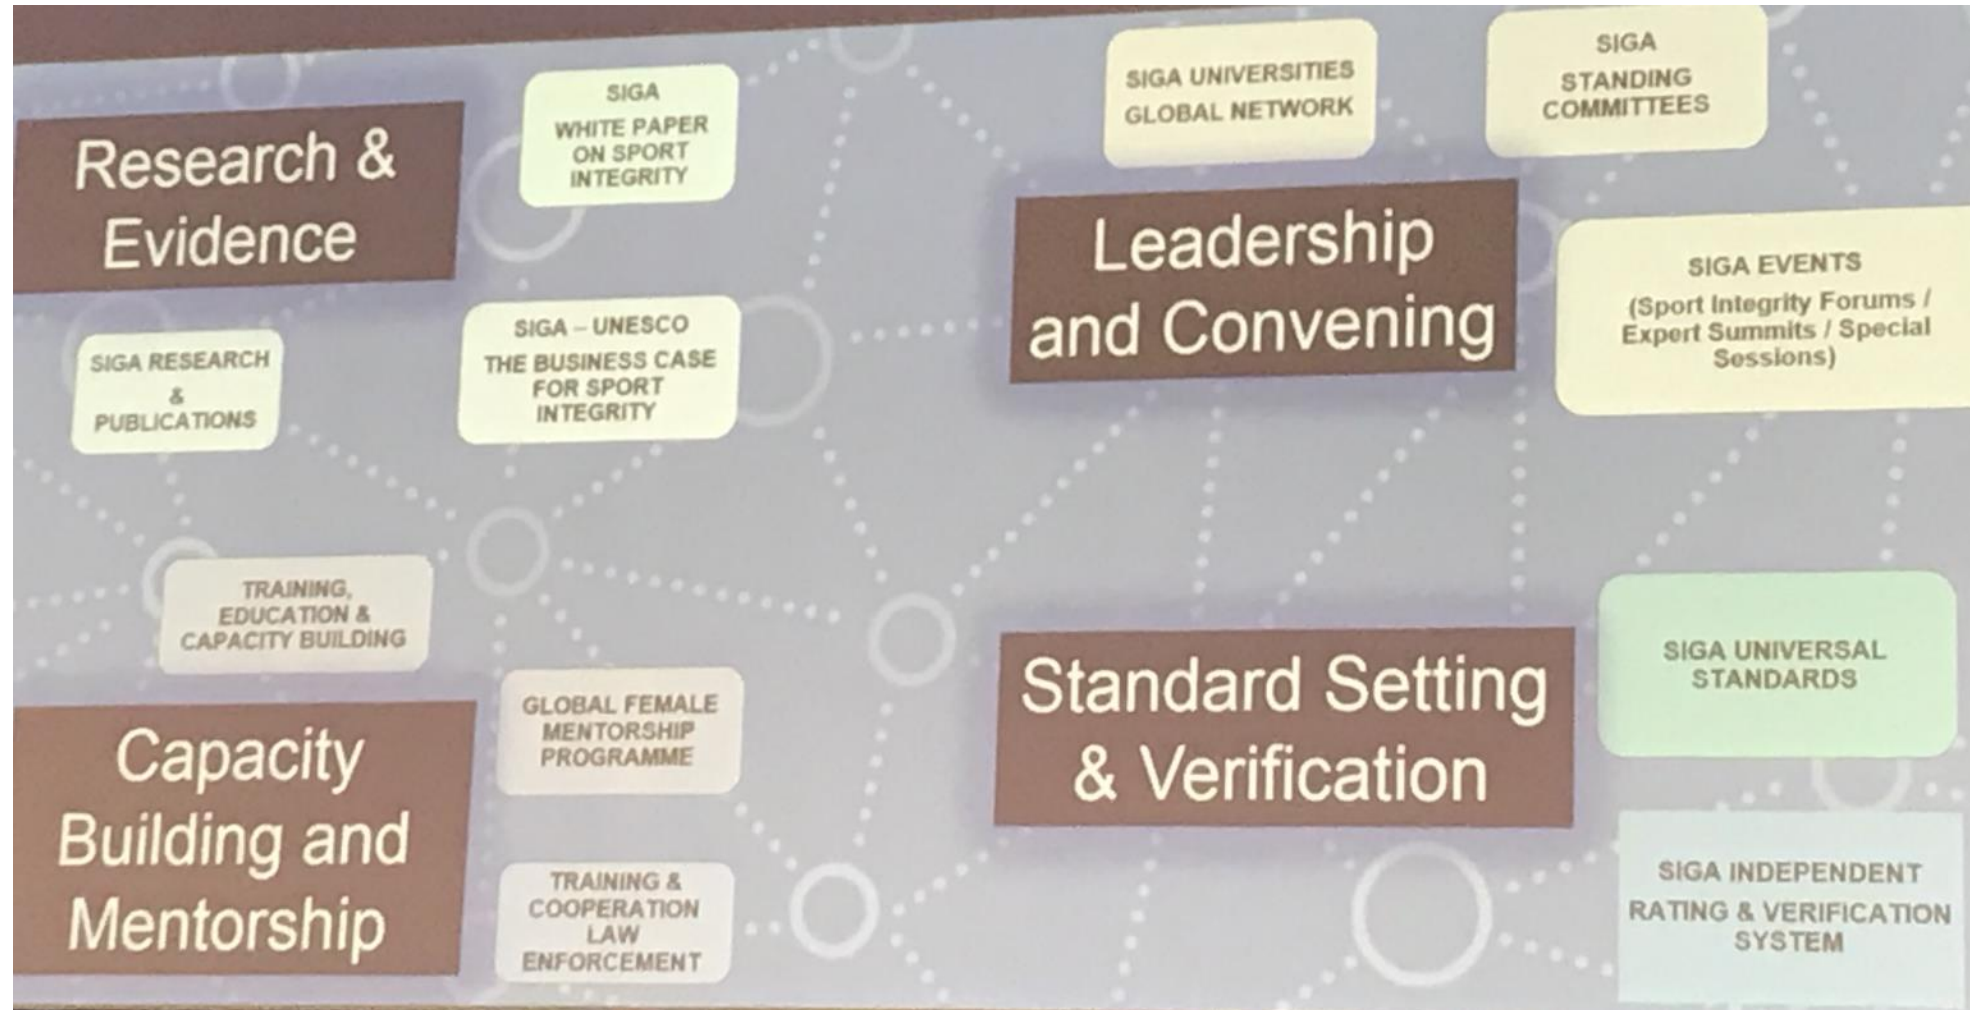 Research &
Evidence
SIGA
WHITE PAPER
ON SPORT
INTEGRITY
SIGA RESEARCH
&
PUBLICATIONS
SIGA – UNESCO
THE BUSINESS CASE
FOR SPORT
INTEGRITY
SIGA UNIVERSITIES
GLOBAL NETWORK
SIGA
STANDING
COMMITTEES
Leadership
and Convening
SIGA EVENTS
(Sport Integrity Forums /
Expert Summits / Special
Sessions)
TRAINING,
EDUCATION &
CAPACITY BUILDING
Capacity
Building and
Mentorship
GLOBAL FEMALE
MENTORSHIP
PROGRAMME
TRAINING &
COOPERATION
LAW
ENFORCEMENT
Standard Setting
& Verification
SIGA UNIVERSAL
STANDARDS
SIGA INDEPENDENT
RATING & VERIFICATION
SYSTEM